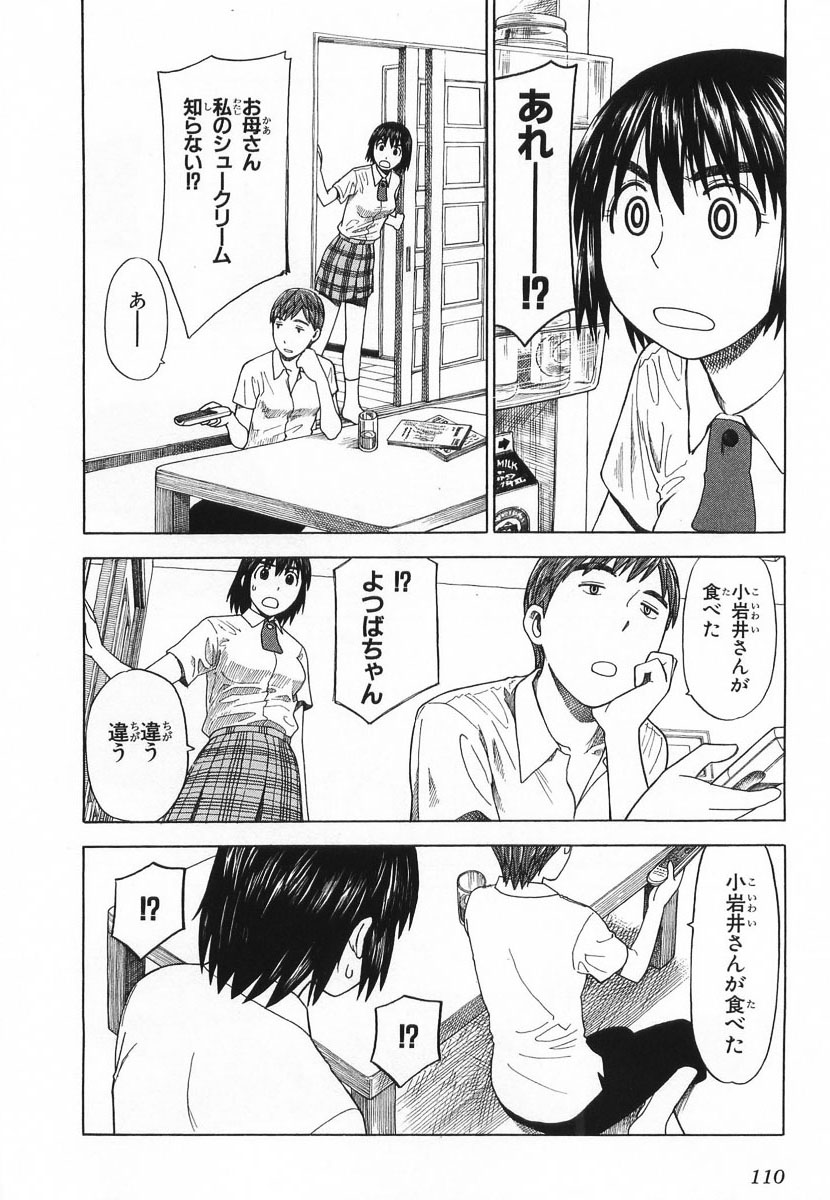 あれ――!?
MILK
お母さん
私のシュークリーム
知らない!?
あ――
小岩井さんが
食べた
!?
よつばちゃん
違う
違う
小岩井さんが食べた
!?
!?
110